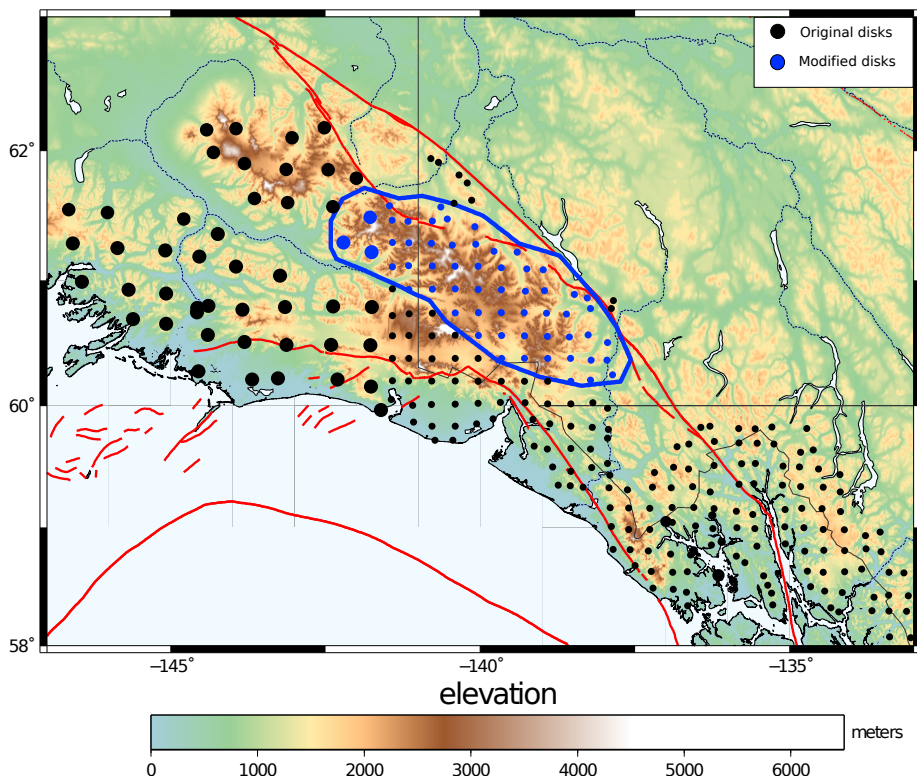 Original disks
Modified disks
62°
60°
58°
−145° −140° −135°
elevation
meters
0 1000 2000 3000 4000 5000 6000